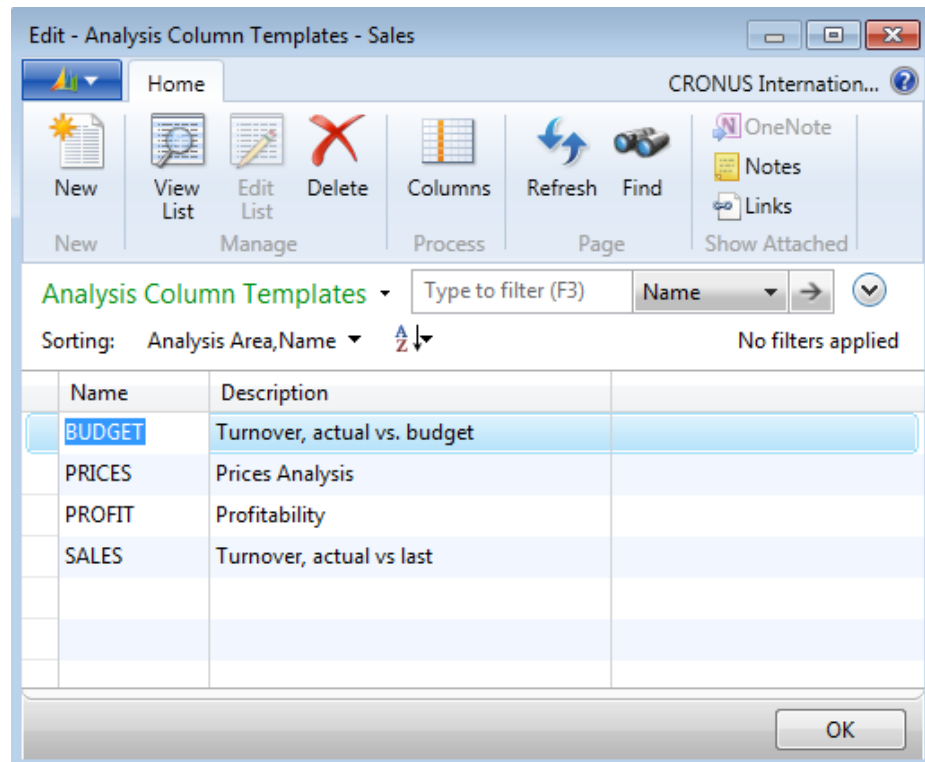 Edit - Analysis Column Templates - Sales
Home
CRONUS Internation...
New
View List
Edit List
Delete
Columns
Refresh
Find
OneNote
Notes
Links
New
Manage
Process
Page
Show Attached
Analysis Column Templates
Type to filter (F3)
Name
Sorting:
Analysis Area,Name
No filters applied
Name
Description
BUDGET
Turnover, actual vs. budget
PRICES
Prices Analysis
PROFIT
Profitability
SALES
Turnover, actual vs last
OK